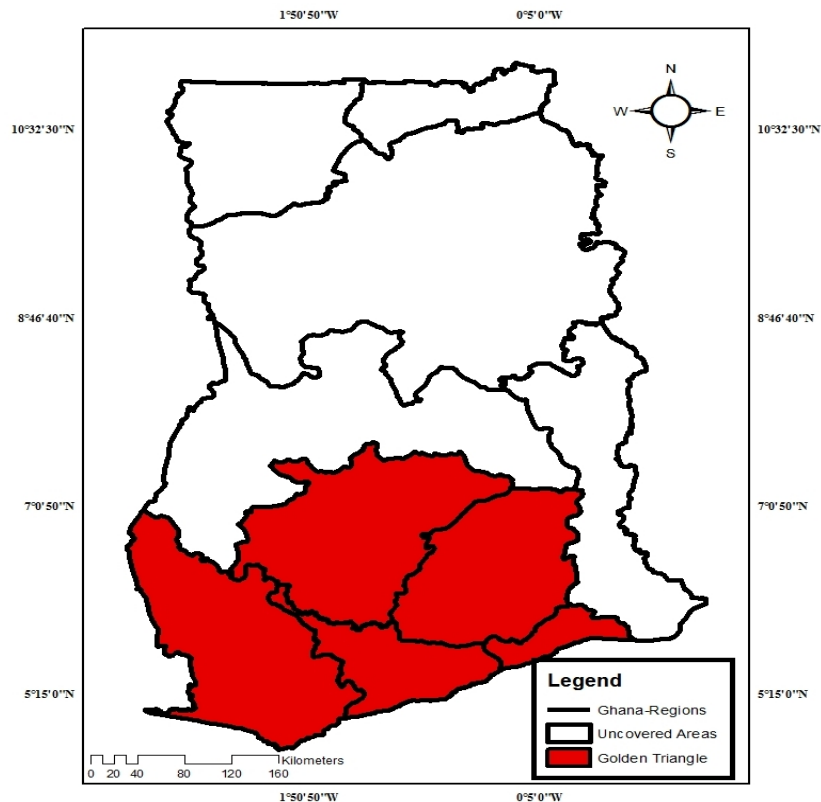 1°50'50"W 0°5'0"W
N
W E
S
10°32'30"N 10°32'30"N
8°46'40"N 8°46'40"N
7°0'50"N 7°0'50"N
5°15'0"N 5°15'0"N
Legend
Ghana-Regions
Uncovered Areas
Golden Triangle
Kilometers
0 20 40 80 120 160
1°50'50"W 0°5'0"W